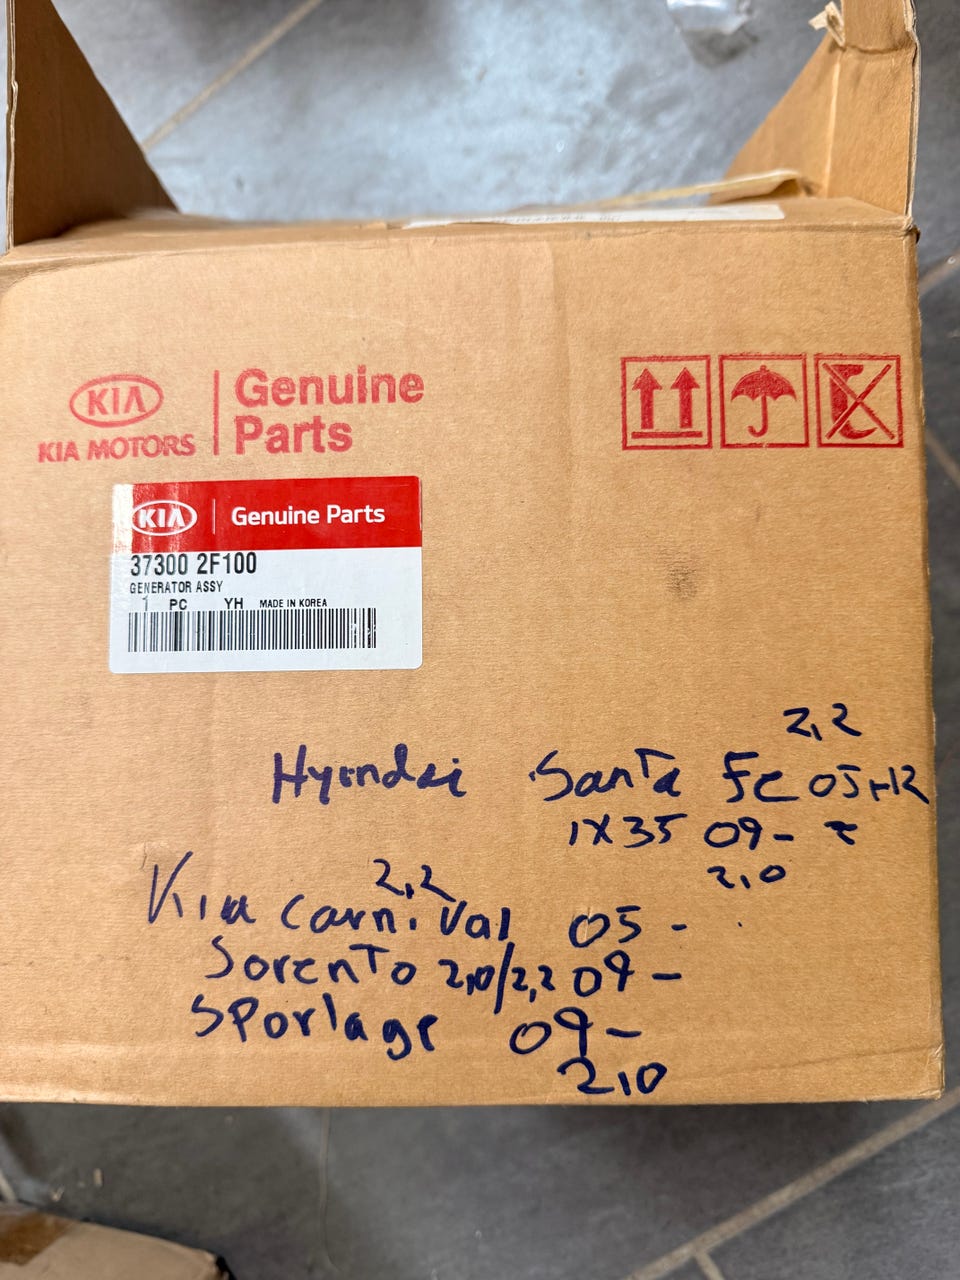 KIA
KIA MOTORS
Genuine
Parts
KIA Genuine Parts
37300 2F100
GENERATOR ASSY
1 PC YH MADE IN KOREA
2,2
Hyundai Santa Fe 05-12
IX35 09-
2,0
2,2
Kia Carnival 05 -
Sorento 2,0/2,2 09 -
Sportage 09 -
2,0